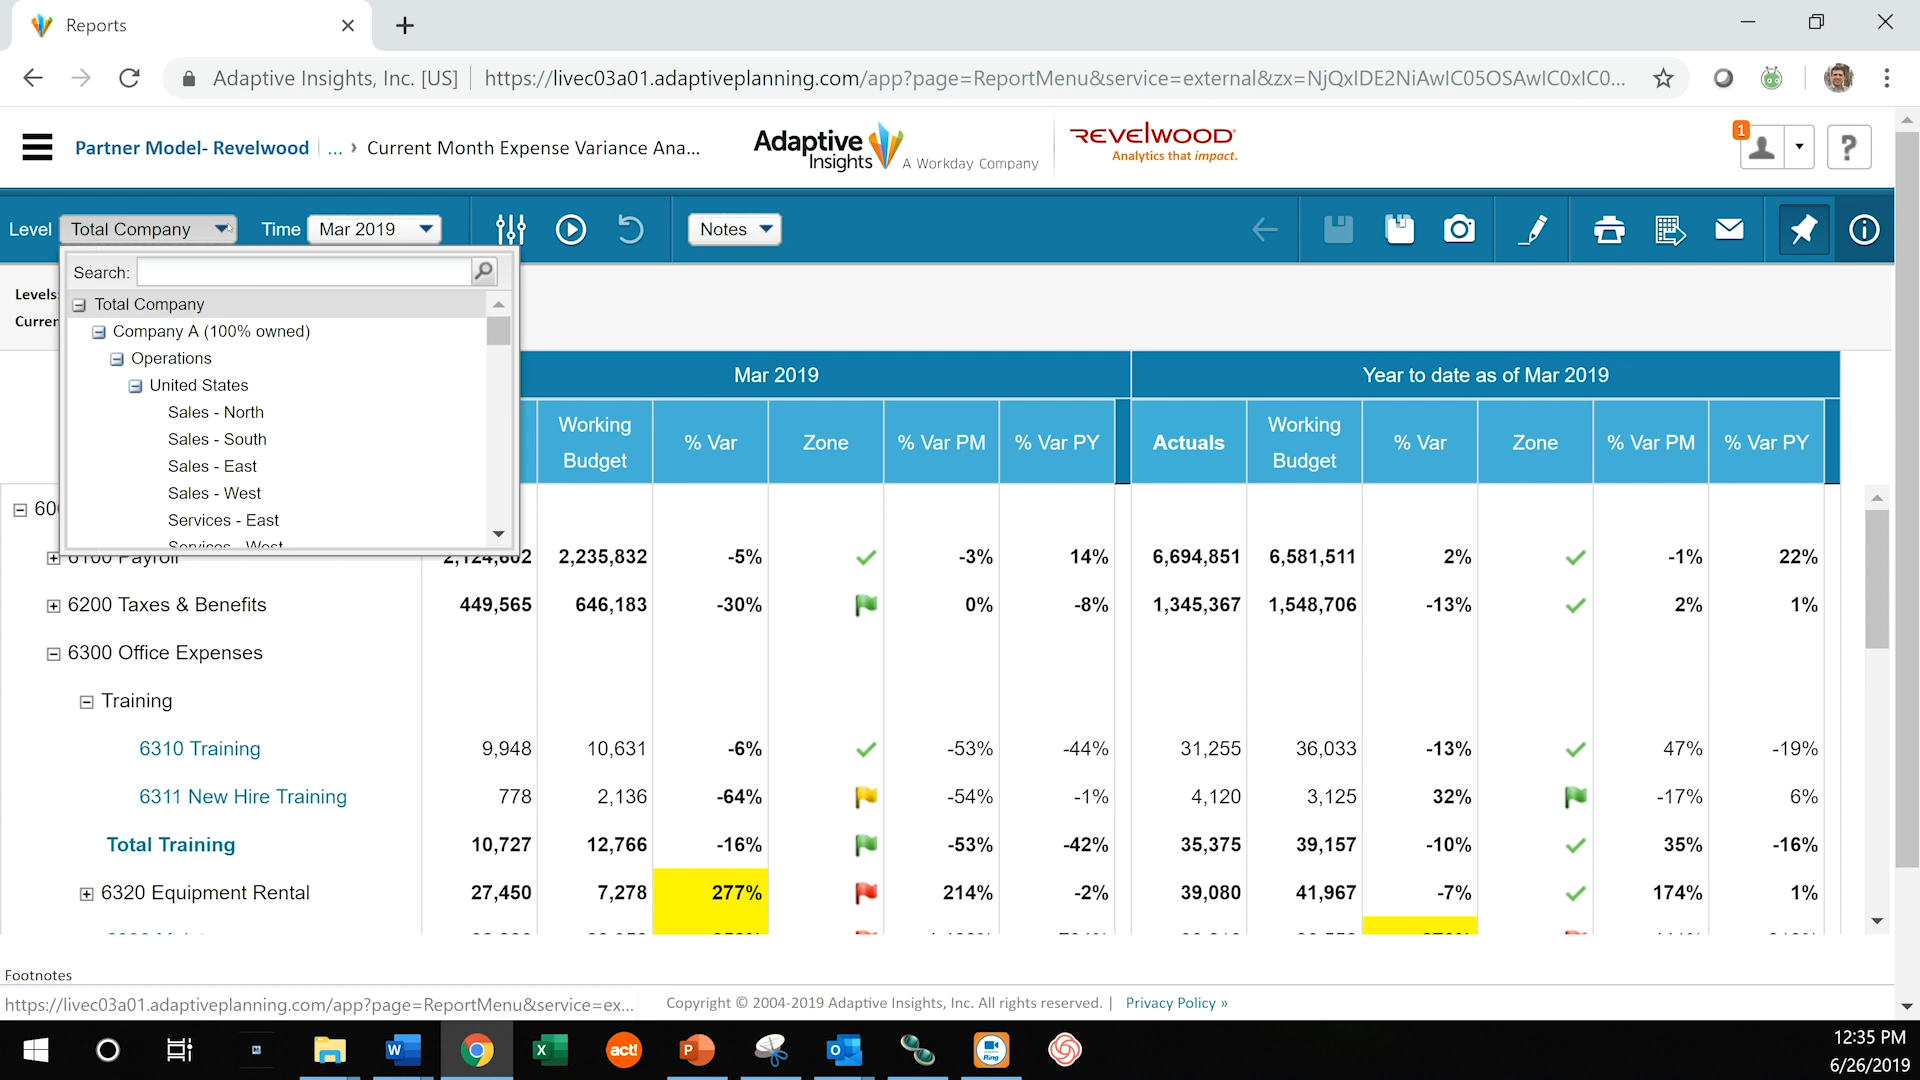 Reports
Adaptive Insights, Inc. [US] https://livec03a01.adaptiveplanning.com/app?page=ReportMenu&service=external&zx=NjQxIDE2NiAwIC05OSAwIC0xIC0...
Partner Model- Revelwood ... › Current Month Expense Variance Ana...
Adaptive Insights A Workday Company
REVELWOOD
Analytics that impact.
1
?
Level Total Company Time Mar 2019 Notes
Search:
Levels:
Total Company
Company A (100% owned)
Operations
United States
Sales - North
Sales - South
Sales - East
Sales - West
Services - East
Services - West
Mar 2019 Year to date as of Mar 2019
Working Budget % Var Zone % Var PM % Var PY Actuals Working Budget % Var Zone % Var PM % Var PY
6100 Payroll 2,124,602 2,235,832 -5% -3% 14% 6,694,851 6,581,511 2% -1% 22%
6200 Taxes & Benefits 449,565 646,183 -30% 0% -8% 1,345,367 1,548,706 -13% 2% 1%
6300 Office Expenses
Training
6310 Training 9,948 10,631 -6% -53% -44% 31,255 36,033 -13% 47% -19%
6311 New Hire Training 778 2,136 -64% -54% -1% 4,120 3,125 32% -17% 6%
Total Training 10,727 12,766 -16% -53% -42% 35,375 39,157 -10% 35% -16%
6320 Equipment Rental 27,450 7,278 277% 214% -2% 39,080 41,967 -7% 174% 1%
Footnotes
https://livec03a01.adaptiveplanning.com/app?page=ReportMenu&service=ex...
Copyright © 2004-2019 Adaptive Insights, Inc. All rights reserved. | Privacy Policy »
act!
Ring
12:35 PM
6/26/2019